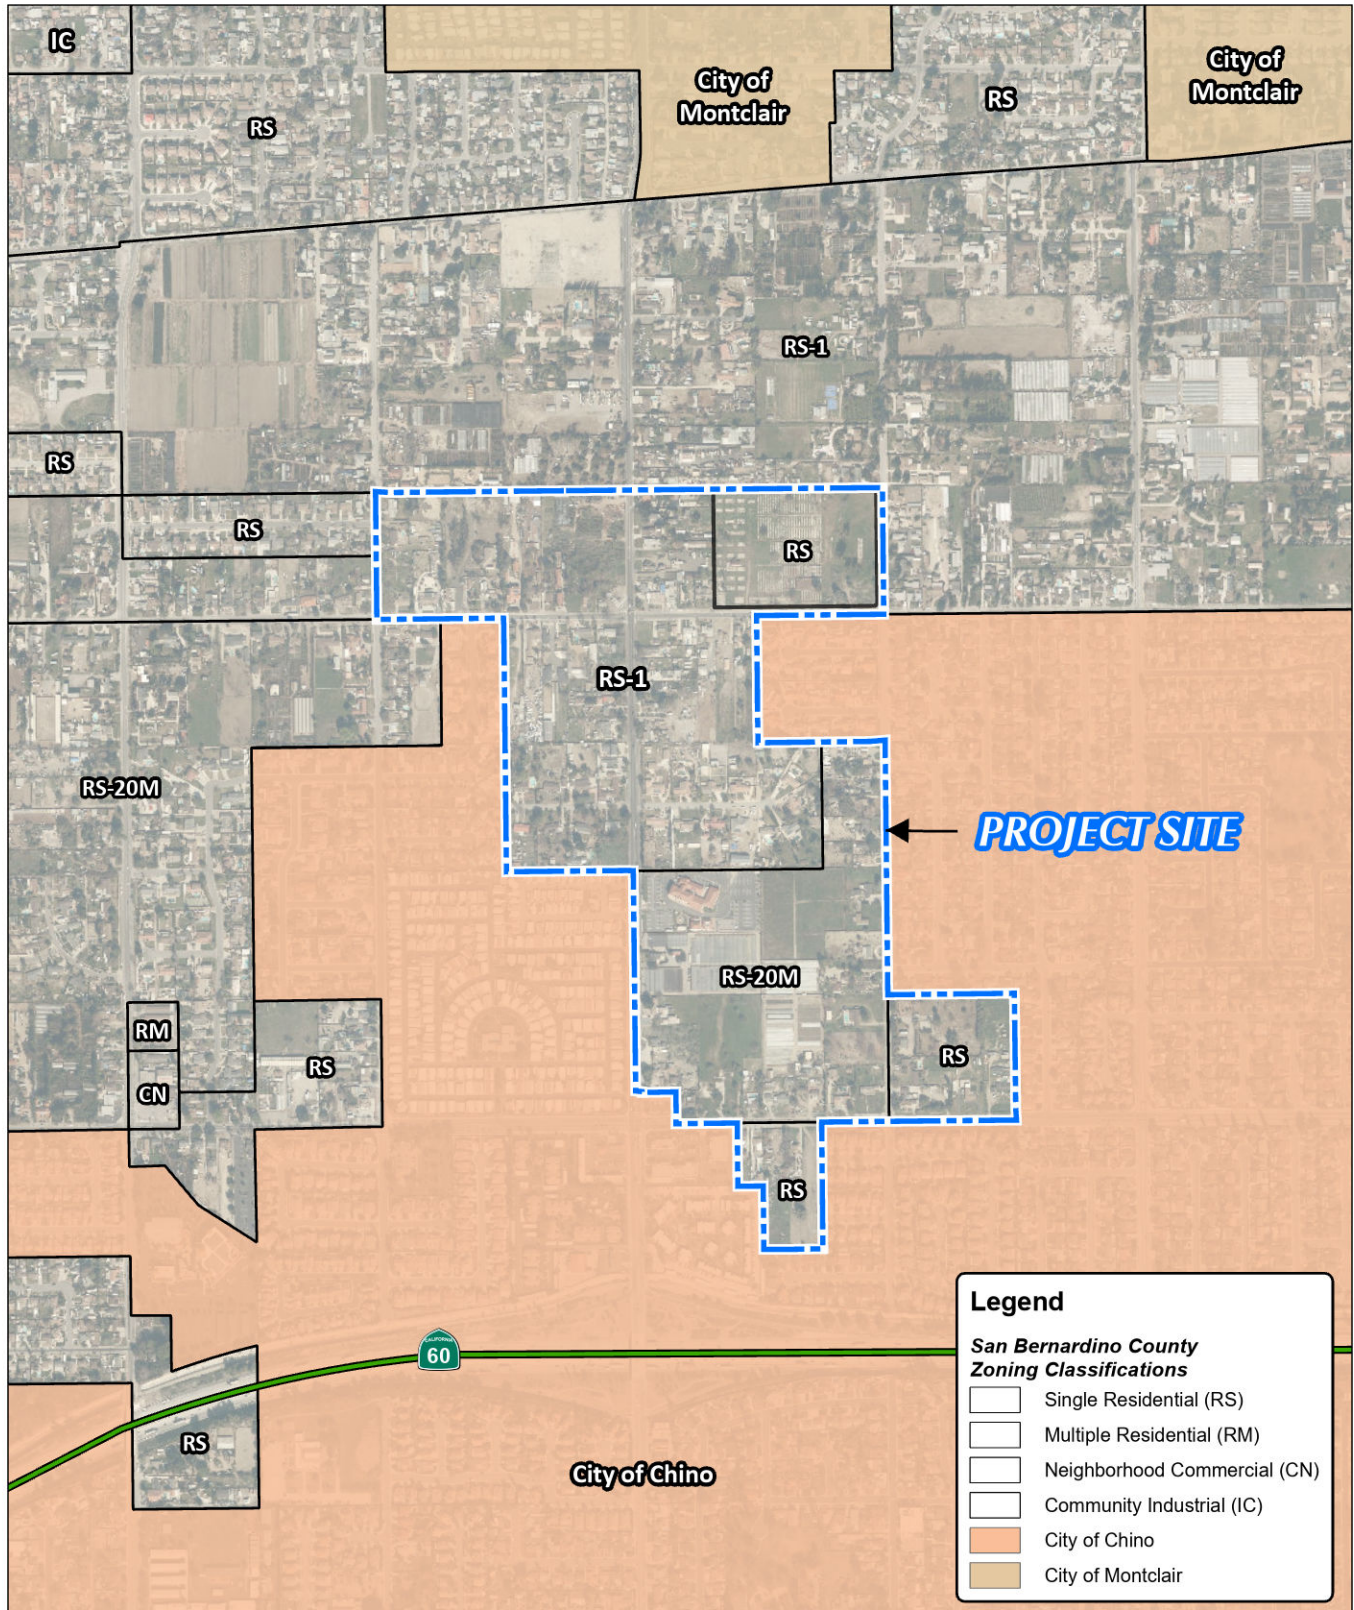 IC
City of
Montclair
City of
Montclair
RS
RS
RS-1
RS
RS
RS
RS-1
RS-20M
PROJECT SITE
RS-20M
RM
RS
RS
CN
RS
Legend
San Bernardino County
Zoning Classifications
Single Residential (RS)
Multiple Residential (RM)
Neighborhood Commercial (CN)
Community Industrial (IC)
City of Chino
City of Montclair
CALIFORNIA
60
RS
City of Chino